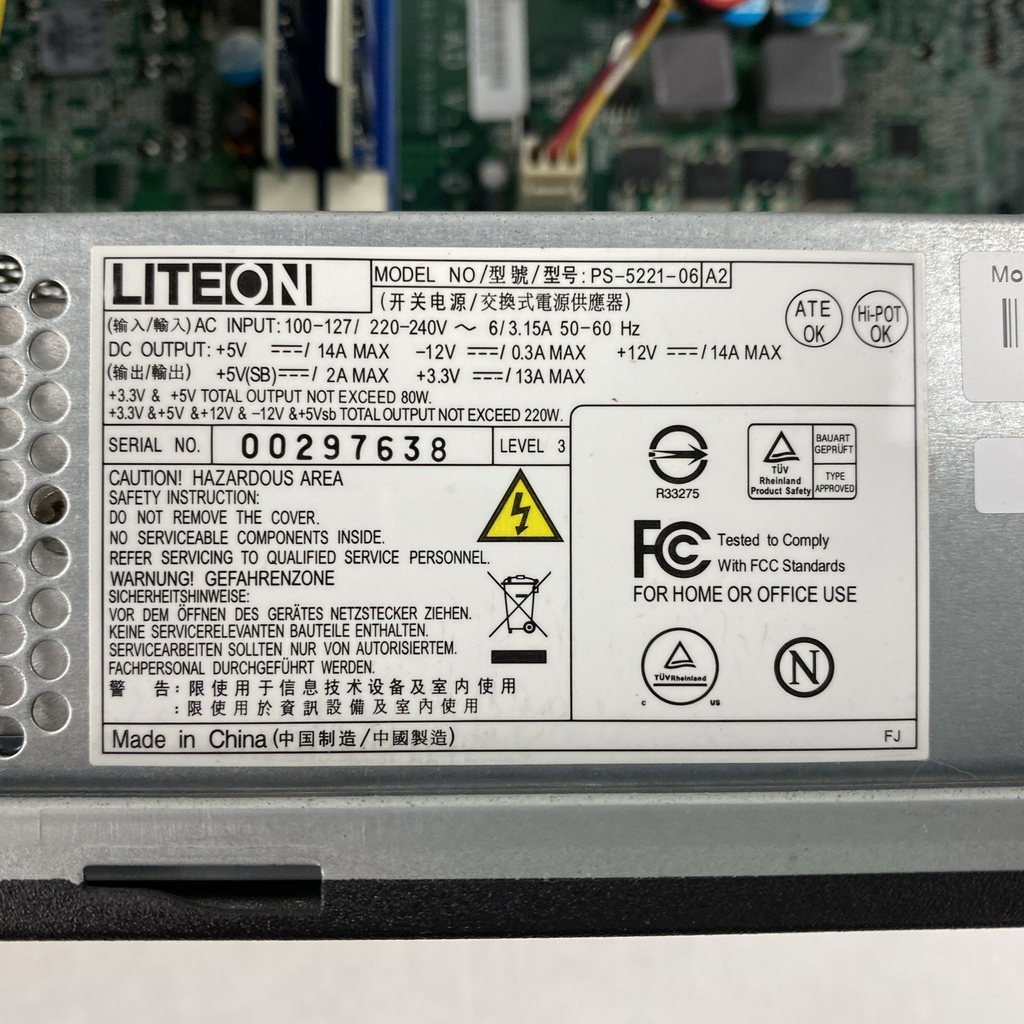 LITEON
MODEL NO/型號/型号: PS-5221-06 A2
(开关电源/交換式電源供應器)
(输入/輸入) AC INPUT: 100-127/ 220-240V ~ 6/3.15A 50-60 Hz
ATE OK
Hi-POT OK
DC OUTPUT: +5V ⎓/ 14A MAX -12V ⎓/ 0.3A MAX +12V ⎓/14A MAX
(输出/輸出) +5V(SB)⎓/ 2A MAX +3.3V ⎓/13A MAX
+3.3V & +5V TOTAL OUTPUT NOT EXCEED 80W.
+3.3V &+5V &+12V & -12V &+5Vsb TOTAL OUTPUT NOT EXCEED 220W.
SERIAL NO. 00297638 LEVEL 3
CAUTION! HAZARDOUS AREA
SAFETY INSTRUCTION:
DO NOT REMOVE THE COVER.
NO SERVICEABLE COMPONENTS INSIDE.
REFER SERVICING TO QUALIFIED SERVICE PERSONNEL.
WARNUNG! GEFAHRENZONE
SICHERHEITSHINWEISE:
VOR DEM ÖFFNEN DES GERÄTES NETZSTECKER ZIEHEN.
KEINE SERVICERELEVANTEN BAUTEILE ENTHALTEN.
SERVICEARBEITEN SOLLTEN NUR VON AUTORISIERTEM.
FACHPERSONAL DURCHGEFÜHRT WERDEN.
警 告:限使用于信息技术设备及室内使用
:限使用於資訊設備及室內使用
R33275
TÜV
Rheinland
Product Safety
BAUART
GEPRÜFT
TYPE
APPROVED
FC Tested to Comply
With FCC Standards
FOR HOME OR OFFICE USE
TÜVRheinland
C US
N
Made in China (中国制造/中國製造)
FJ
Mo